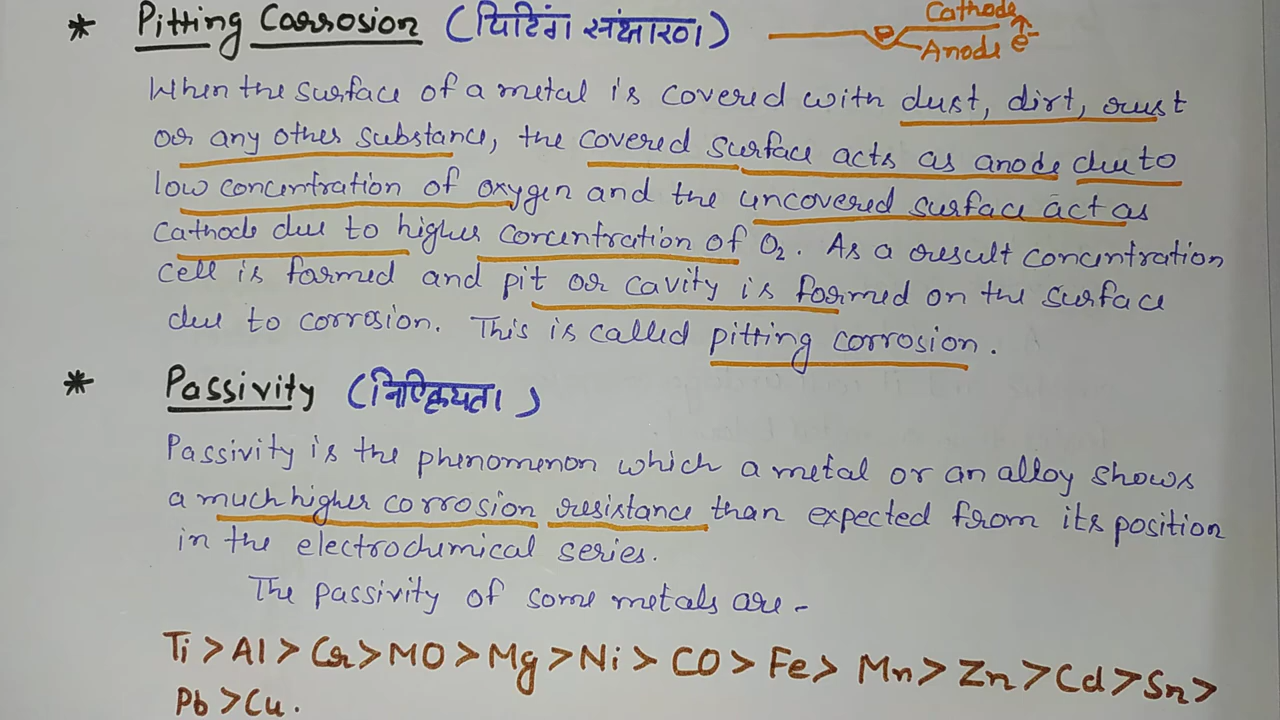 * Pitting Corrosion (पिटिंग संक्षारण)
Cathode
Anode e-
When the surface of a metal is covered with dust, dirt, rust
or any other substance, the covered surface acts as anode due to
low concentration of oxygen and the uncovered surface act as
cathode due to higher concentration of O₂. As a result concentration
cell is formed and pit or cavity is formed on the surface
due to corrosion. This is called pitting corrosion.
* Passivity (निष्क्रियता)
Passivity is the phenomenon which a metal or an alloy shows
a much higher corrosion resistance than expected from its position
in the electrochemical series.
The passivity of some metals are -
Ti > Al > Cr > MO > Mg > Ni > CO > Fe > Mn > Zn > Cd > Sn >
Pb > Cu.